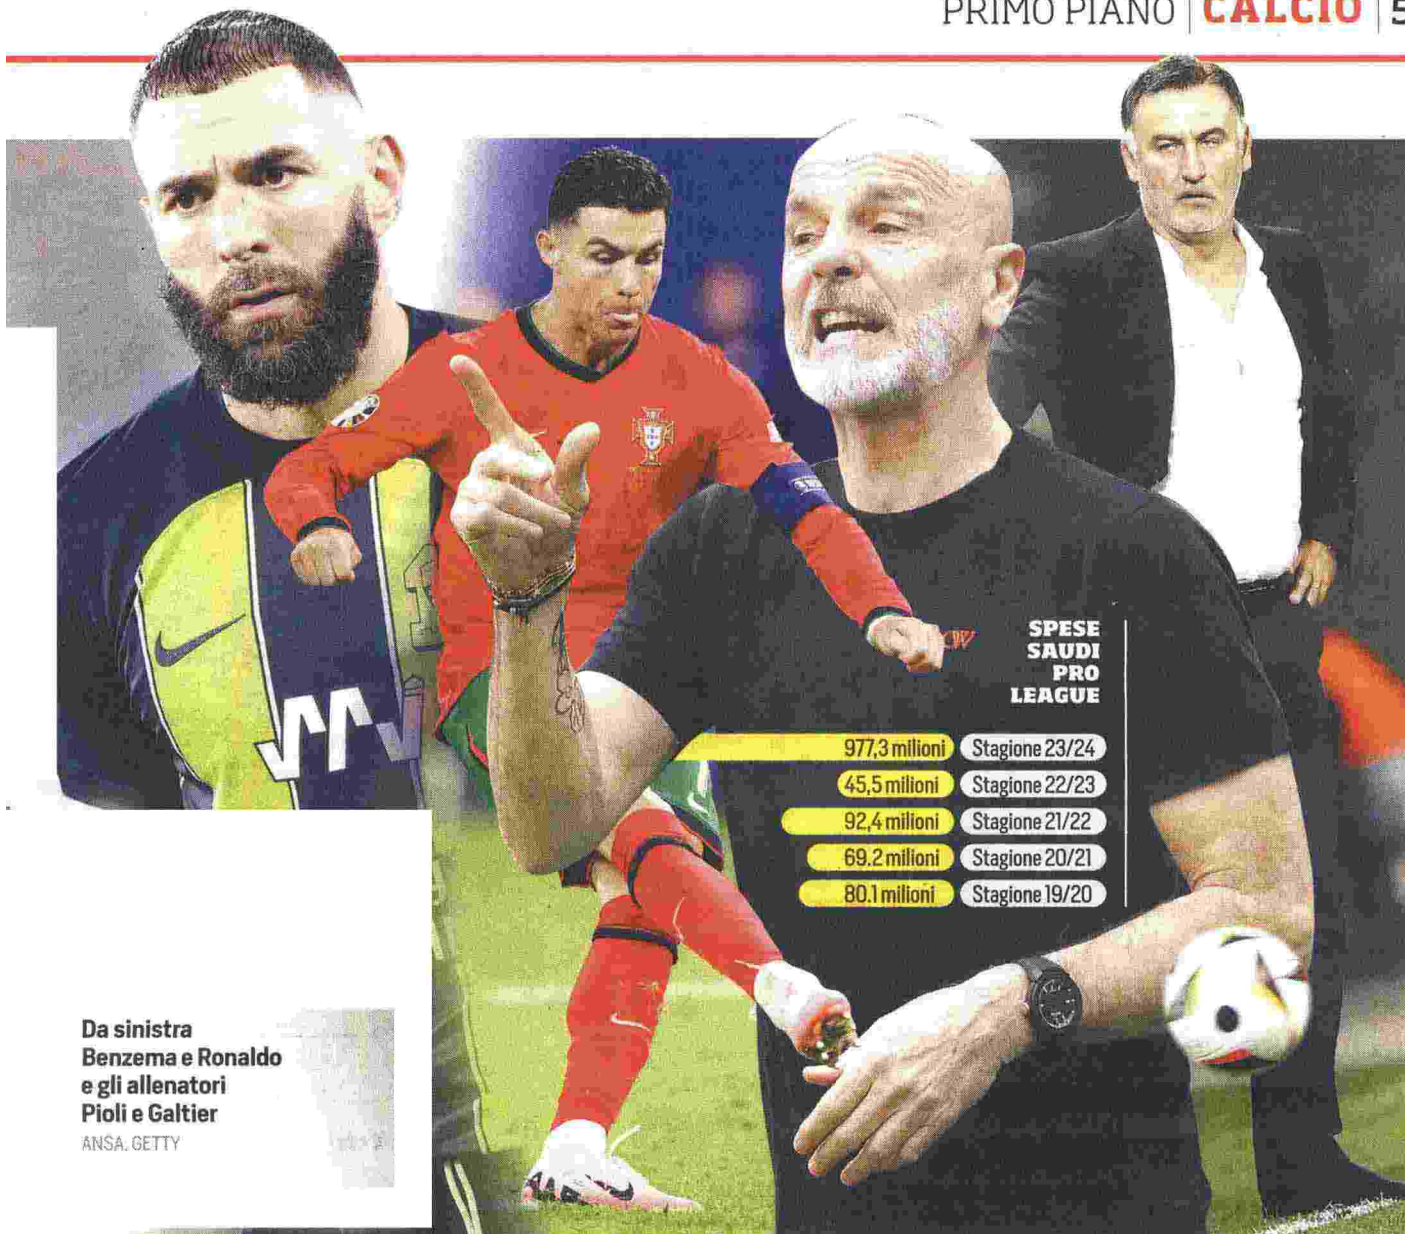 PRIMO PIANO | CALCIO | 5
SPESE
SAUDI
PRO
LEAGUE
977,3 milioni Stagione 23/24
45,5 milioni Stagione 22/23
92,4 milioni Stagione 21/22
69.2 milioni Stagione 20/21
80.1 milioni Stagione 19/20
Da sinistra
Benzema e Ronaldo
e gli allenatori
Pioli e Galtier
ANSA, GETTY